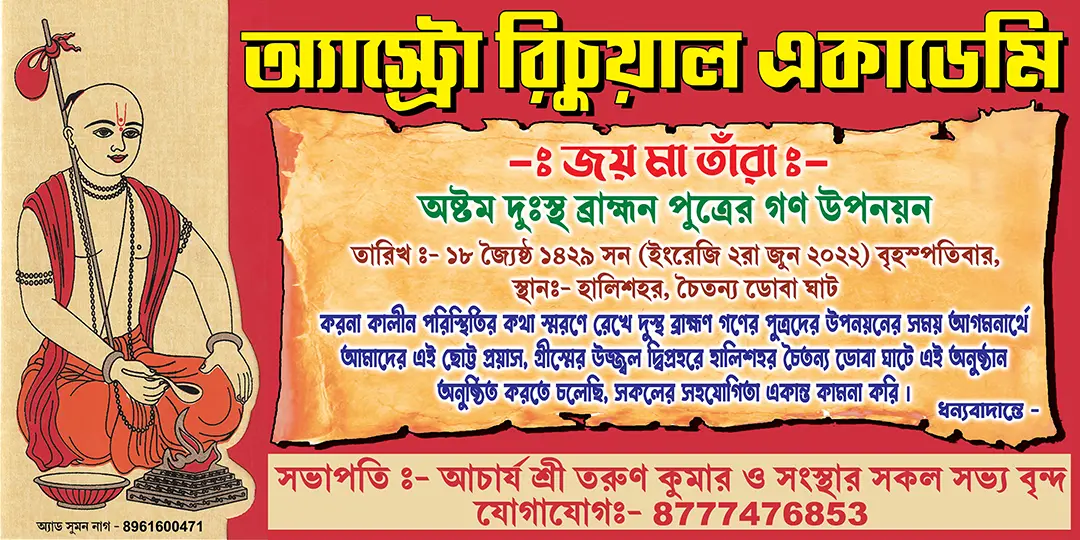 অ্যাস্ট্রো রিচুয়াল একাডেমি
-ঃ জয় মা তাঁরা ঃ-
অষ্টম দুঃস্থ ব্রাহ্মন পুত্রের গণ উপনয়ন
তারিখ ঃ- ১৮ জ্যৈষ্ঠ ১৪২৯ সন (ইংরেজি ২রা জুন ২০২২) বৃহস্পতিবার,
স্থানঃ- হালিশহর, চৈতন্য ডোবা ঘাট
করনা কালীন পরিস্থিতির কথা স্মরণে রেখে দুস্থ ব্রাহ্মণ গণের পুত্রদের উপনয়নের সময় আগমনার্থে
আমাদের এই ছোট্ট প্রয়াস, গ্রীস্মের উজ্জ্বল দ্বিপ্রহরে হালিশহর চৈতন্য ডোবা ঘাটে এই অনুষ্ঠান
অনুষ্ঠিত করতে চলেছি, সকলের সহযোগিতা একান্ত কামনা করি।
ধন্যবাদান্তে -
সভাপতি ঃ- আচার্য শ্রী তরুণ কুমার ও সংস্থার সকল সভ্য বৃন্দ
যোগাযোগঃ- 8777476853
অ্যাড সুমন নাগ - 8961600471